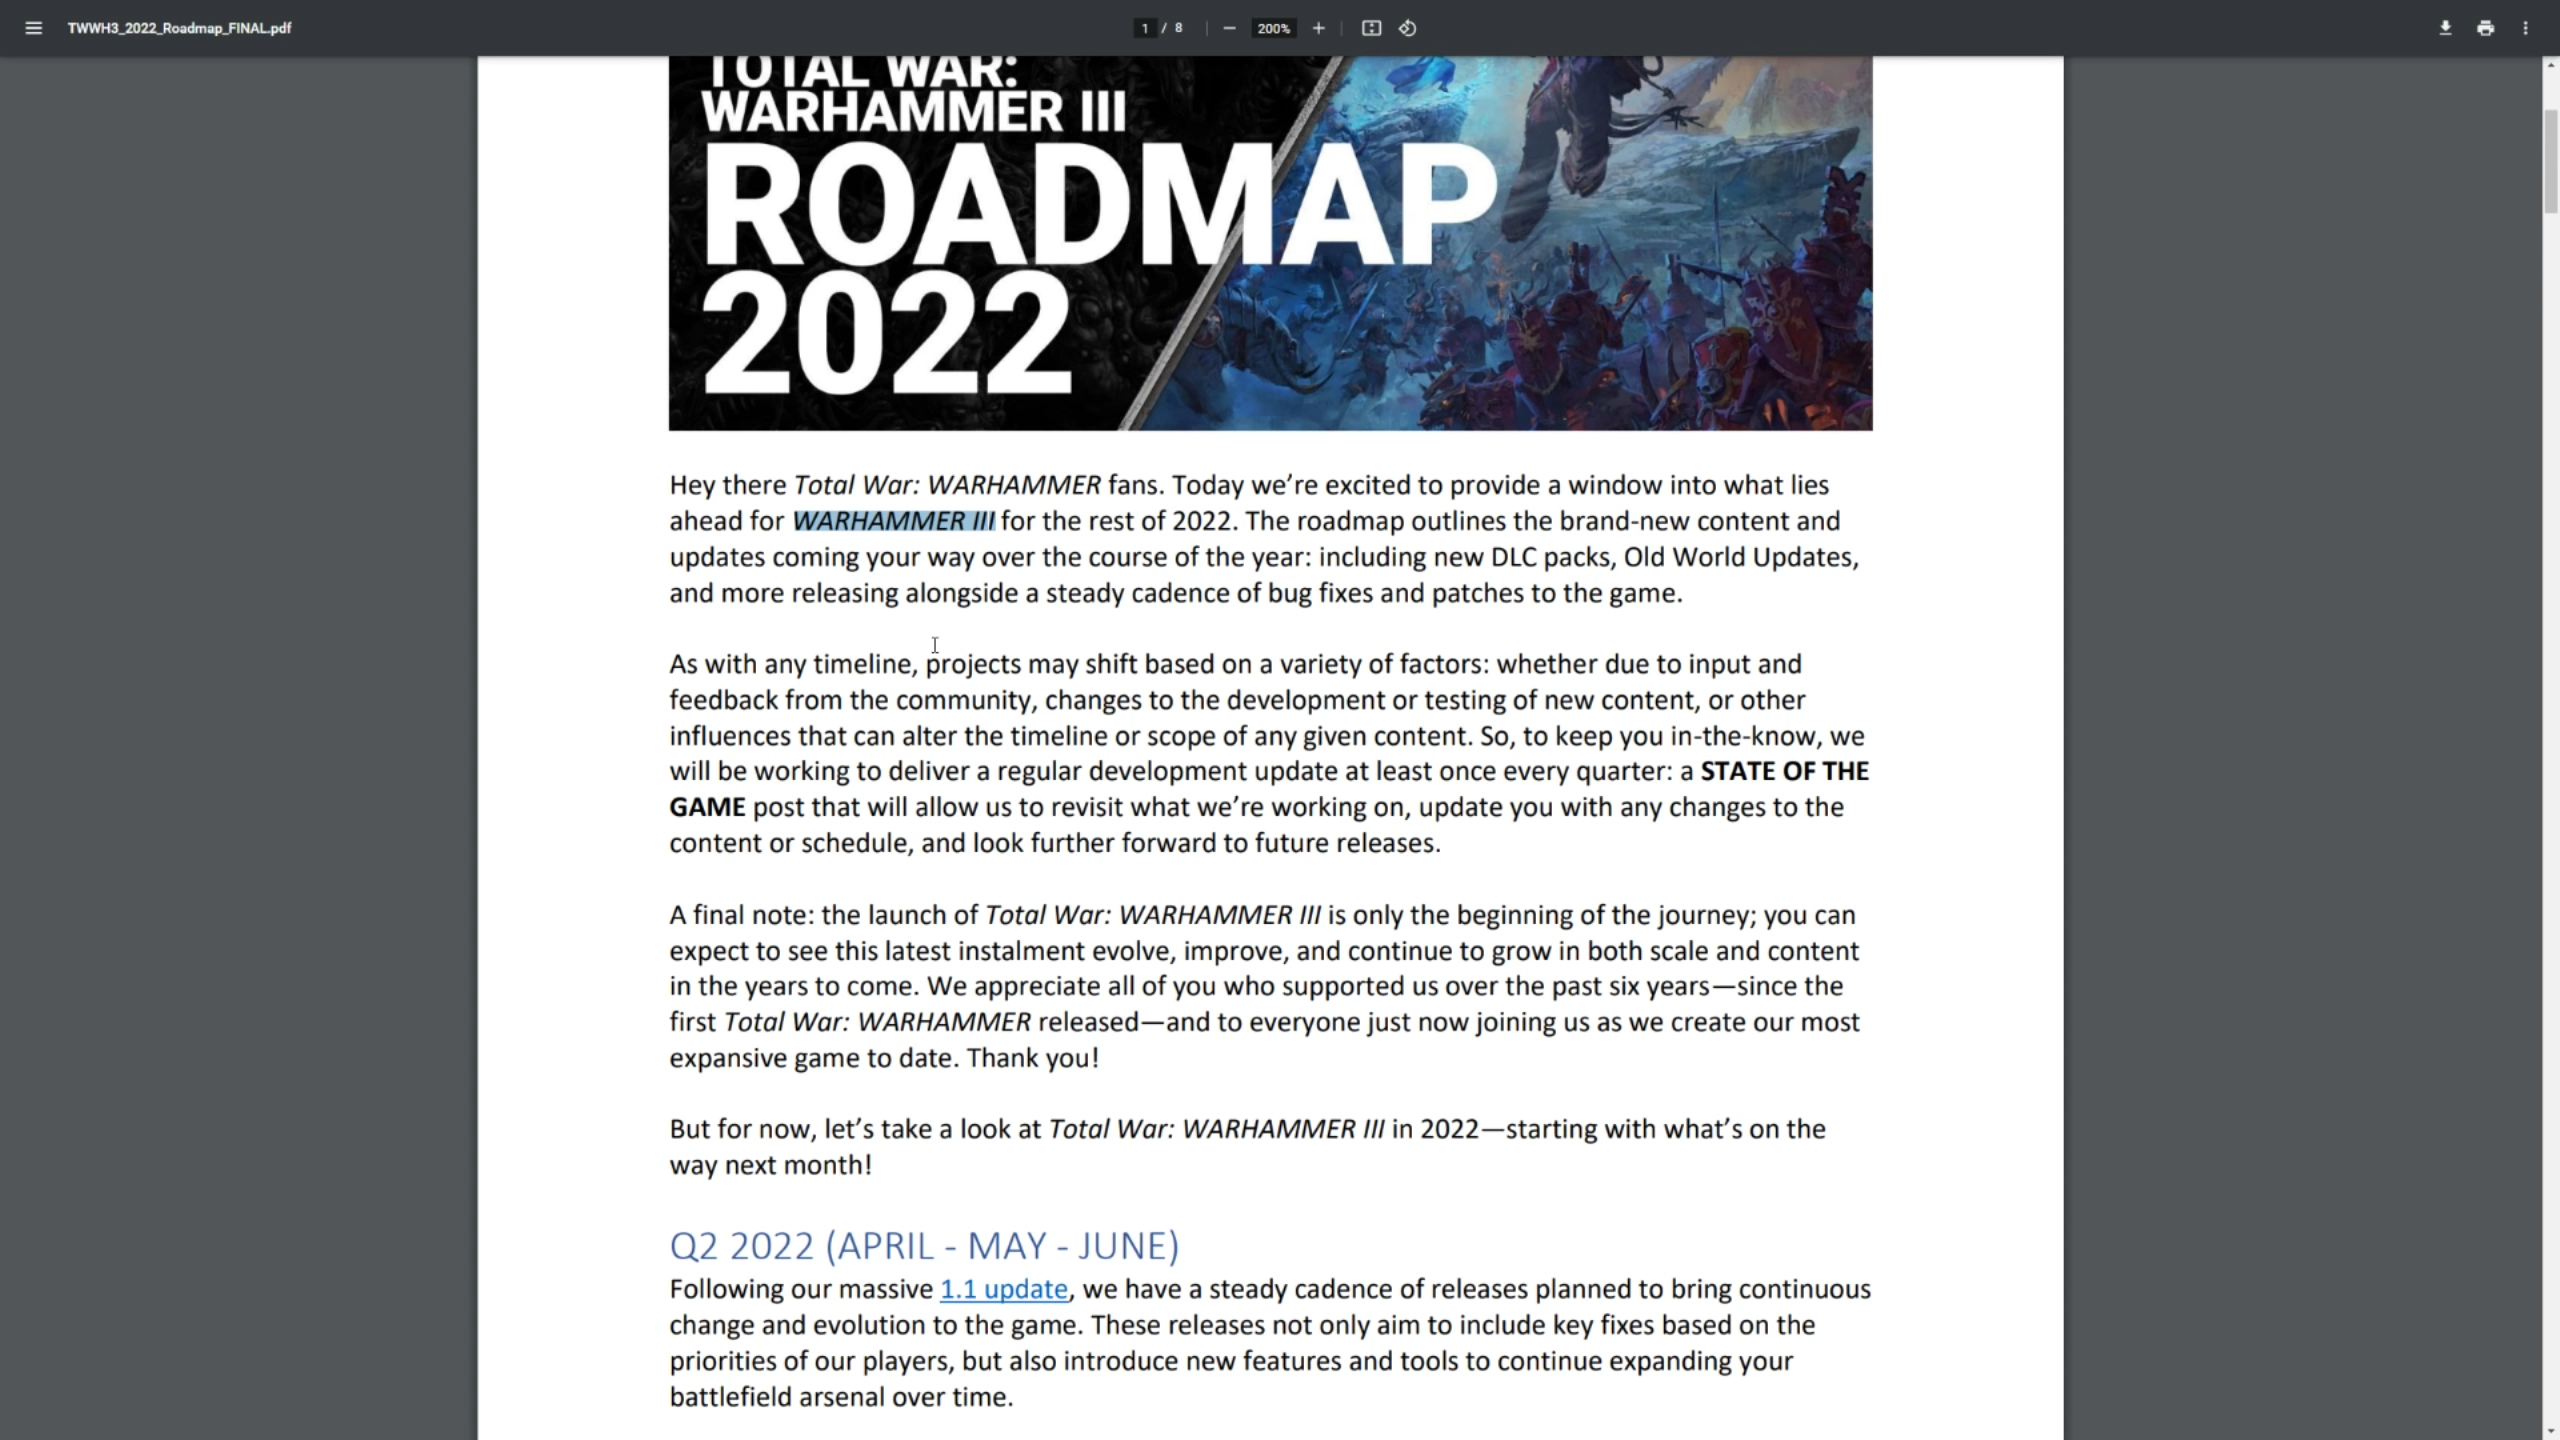 TWWH3_2022_Roadmap_FINAL.pdf
1 / 8
200%
TOTAL WAR:
WARHAMMER III
ROADMAP
2022
Hey there Total War: WARHAMMER fans. Today we’re excited to provide a window into what lies
ahead for WARHAMMER III for the rest of 2022. The roadmap outlines the brand-new content and
updates coming your way over the course of the year: including new DLC packs, Old World Updates,
and more releasing alongside a steady cadence of bug fixes and patches to the game.
As with any timeline, projects may shift based on a variety of factors: whether due to input and
feedback from the community, changes to the development or testing of new content, or other
influences that can alter the timeline or scope of any given content. So, to keep you in-the-know, we
will be working to deliver a regular development update at least once every quarter: a STATE OF THE
GAME post that will allow us to revisit what we’re working on, update you with any changes to the
content or schedule, and look further forward to future releases.
A final note: the launch of Total War: WARHAMMER III is only the beginning of the journey; you can
expect to see this latest instalment evolve, improve, and continue to grow in both scale and content
in the years to come. We appreciate all of you who supported us over the past six years—since the
first Total War: WARHAMMER released—and to everyone just now joining us as we create our most
expansive game to date. Thank you!
But for now, let’s take a look at Total War: WARHAMMER III in 2022—starting with what’s on the
way next month!
Q2 2022 (APRIL - MAY - JUNE)
Following our massive 1.1 update, we have a steady cadence of releases planned to bring continuous
change and evolution to the game. These releases not only aim to include key fixes based on the
priorities of our players, but also introduce new features and tools to continue expanding your
battlefield arsenal over time.